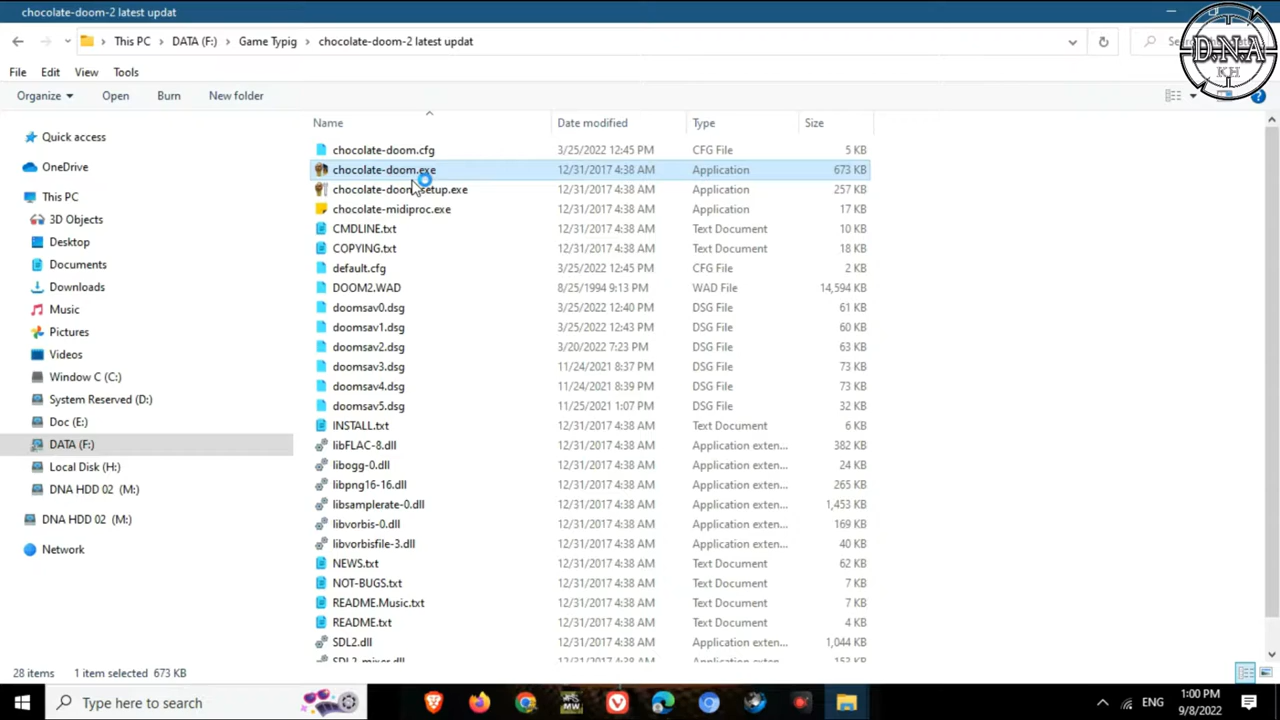 chocolate-doom-2 latest updat
This PC > DATA (F:) > Game Typig > chocolate-doom-2 latest updat
D.N.A
KH
File Edit View Tools
Organize Open Burn New folder
Name Date modified Type Size
Quick access
OneDrive
This PC
3D Objects
Desktop
Documents
Downloads
Music
Pictures
Videos
Window C (C:)
System Reserved (D:)
Doc (E:)
DATA (F:)
Local Disk (H:)
DNA HDD 02 (M:)
DNA HDD 02 (M:)
Network
chocolate-doom.cfg 3/25/2022 12:45 PM CFG File 5 KB
chocolate-doom.exe 12/31/2017 4:38 AM Application 673 KB
chocolate-doom-setup.exe 12/31/2017 4:38 AM Application 257 KB
chocolate-midiproc.exe 12/31/2017 4:38 AM Application 17 KB
CMDLINE.txt 12/31/2017 4:38 AM Text Document 10 KB
COPYING.txt 12/31/2017 4:38 AM Text Document 18 KB
default.cfg 3/25/2022 12:45 PM CFG File 2 KB
DOOM2.WAD 8/25/1994 9:13 PM WAD File 14,594 KB
doomsav0.dsg 3/25/2022 12:40 PM DSG File 61 KB
doomsav1.dsg 3/25/2022 12:43 PM DSG File 60 KB
doomsav2.dsg 3/20/2022 7:23 PM DSG File 63 KB
doomsav3.dsg 11/24/2021 8:37 PM DSG File 73 KB
doomsav4.dsg 11/24/2021 8:39 PM DSG File 73 KB
doomsav5.dsg 11/25/2021 1:07 PM DSG File 32 KB
INSTALL.txt 12/31/2017 4:38 AM Text Document 6 KB
libFLAC-8.dll 12/31/2017 4:38 AM Application exten... 382 KB
libogg-0.dll 12/31/2017 4:38 AM Application exten... 24 KB
libpng16-16.dll 12/31/2017 4:38 AM Application exten... 265 KB
libsamplerate-0.dll 12/31/2017 4:38 AM Application exten... 1,453 KB
libvorbis-0.dll 12/31/2017 4:38 AM Application exten... 169 KB
libvorbisfile-3.dll 12/31/2017 4:38 AM Application exten... 40 KB
NEWS.txt 12/31/2017 4:38 AM Text Document 62 KB
NOT-BUGS.txt 12/31/2017 4:38 AM Text Document 7 KB
README.Music.txt 12/31/2017 4:38 AM Text Document 7 KB
README.txt 12/31/2017 4:38 AM Text Document 4 KB
SDL2.dll 12/31/2017 4:38 AM Application exten... 1,044 KB
SDL2_mixer.dll 12/31/2017 4:38 AM Application exten... 153 KB
28 items 1 item selected 673 KB
Type here to search
ENG
1:00 PM
9/8/2022